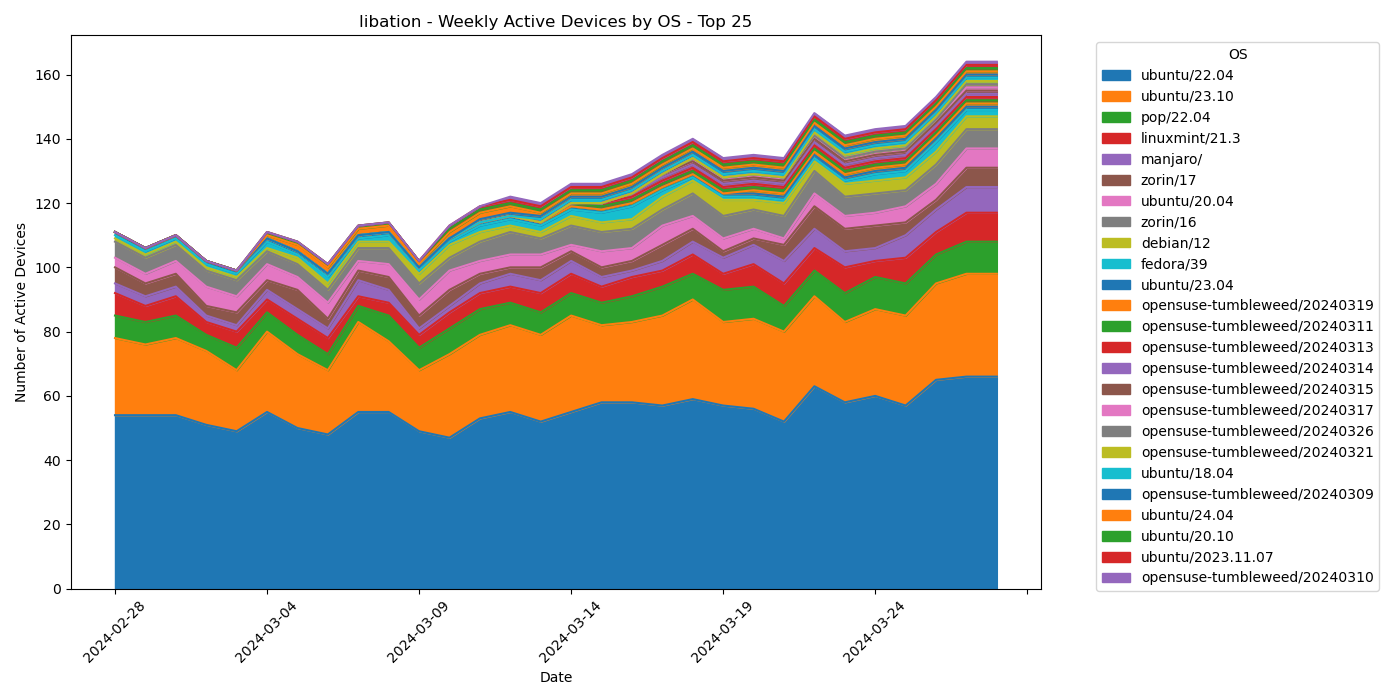 libation - Weekly Active Devices by OS - Top 25
Number of Active Devices
160
140
120
100
80
60
40
20
0
2024-02-28
2024-03-04
2024-03-09
2024-03-14
2024-03-19
2024-03-24
Date
OS
ubuntu/22.04
ubuntu/23.10
pop/22.04
linuxmint/21.3
manjaro/
zorin/17
ubuntu/20.04
zorin/16
debian/12
fedora/39
ubuntu/23.04
opensuse-tumbleweed/20240319
opensuse-tumbleweed/20240311
opensuse-tumbleweed/20240313
opensuse-tumbleweed/20240314
opensuse-tumbleweed/20240315
opensuse-tumbleweed/20240317
opensuse-tumbleweed/20240326
opensuse-tumbleweed/20240321
ubuntu/18.04
opensuse-tumbleweed/20240309
ubuntu/24.04
ubuntu/20.10
ubuntu/2023.11.07
opensuse-tumbleweed/20240310